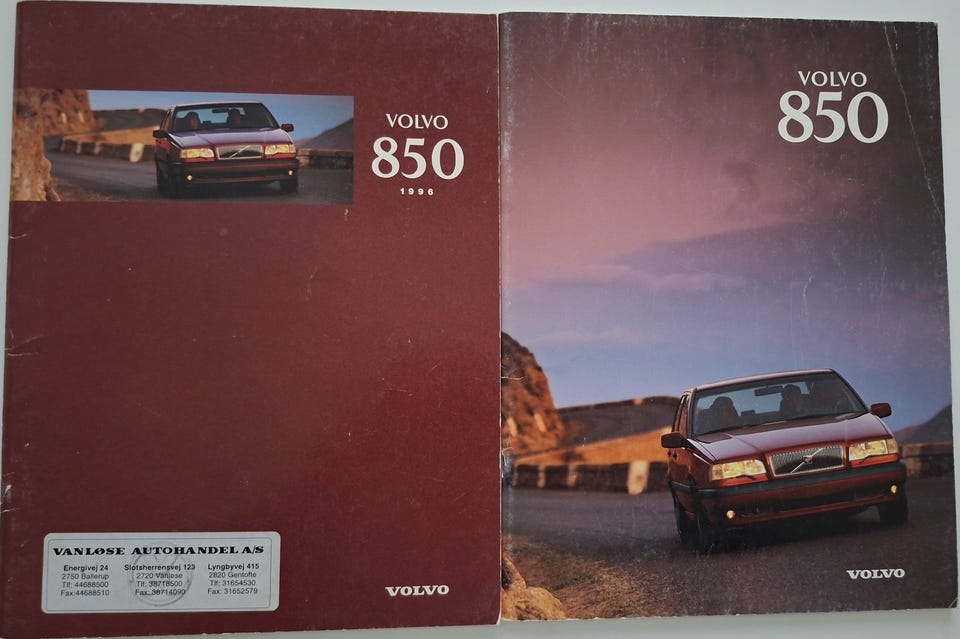 VOLVO
850
1996
VANLØSE AUTOHANDEL A/S
Energivej 24
2750 Ballerup
Tlf: 44688500
Fax:44688510
Slotsherrensvej 123
2720 Vanløse
Tlf: 38718500
Fax: 38714090
Lyngbyvej 415
2820 Gentofte
Tlf: 31654530
Fax: 31652579
VOLVO
VOLVO
850
VOLVO